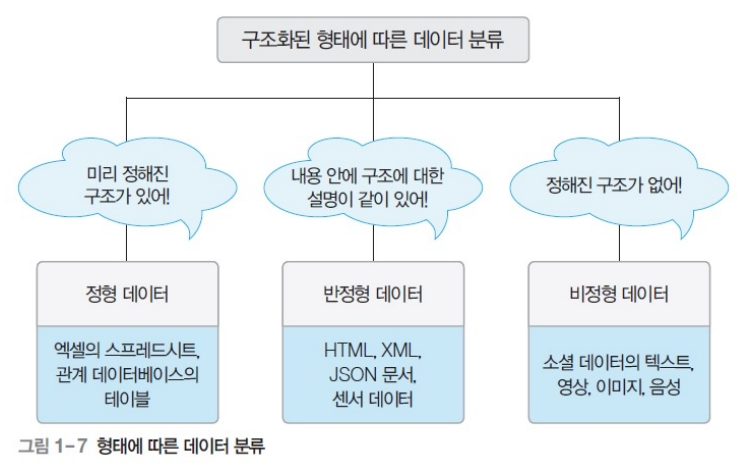 구조화된 형태에 따른 데이터 분류
미리 정해진
구조가 있어!
내용 안에 구조에 대한
설명이 같이 있어!
정해진 구조가 없어!
정형 데이터
엑셀의 스프레드시트,
관계 데이터베이스의
테이블
반정형 데이터
HTML, XML,
JSON 문서,
센서 데이터
비정형 데이터
소셜 데이터의 텍스트,
영상, 이미지, 음성
그림 1-7 형태에 따른 데이터 분류